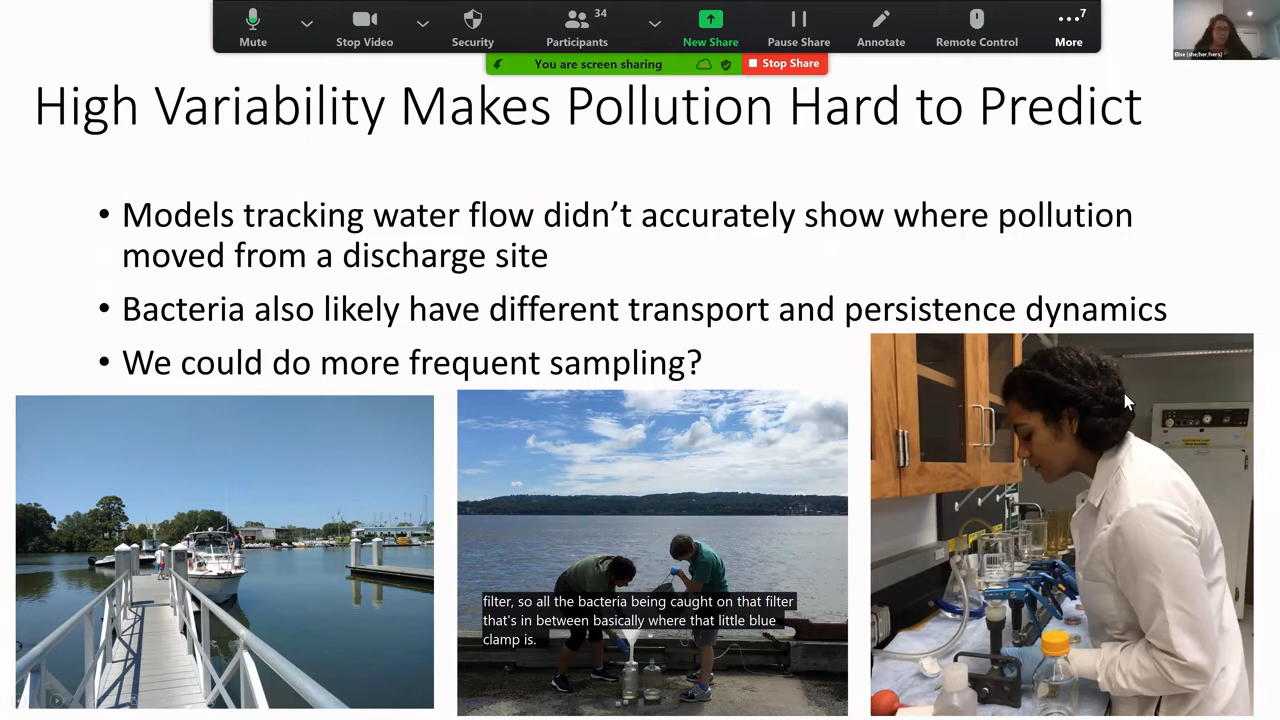 34
7
Mute
Stop Video
Security
Participants
New Share
Pause Share
Annotate
Remote Control
More
You are screen sharing
Stop Share
Elise (she/her/hers)
High Variability Makes Pollution Hard to Predict
• Models tracking water flow didn't accurately show where pollution
moved from a discharge site
• Bacteria also likely have different transport and persistence dynamics
• We could do more frequent sampling?
filter, so all the bacteria being caught on that filter
that's in between basically where that little blue
clamp is.